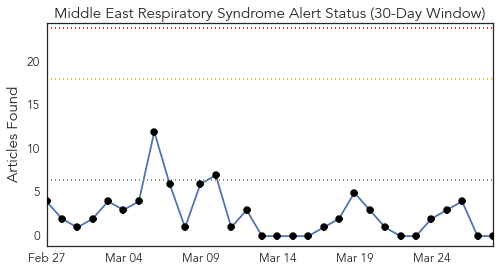 Middle East Respiratory Syndrome Alert Status (30-Day Window)
Articles Found
20
15
10
5
0
Feb 27 Mar 04 Mar 09 Mar 14 Mar 19 Mar 24